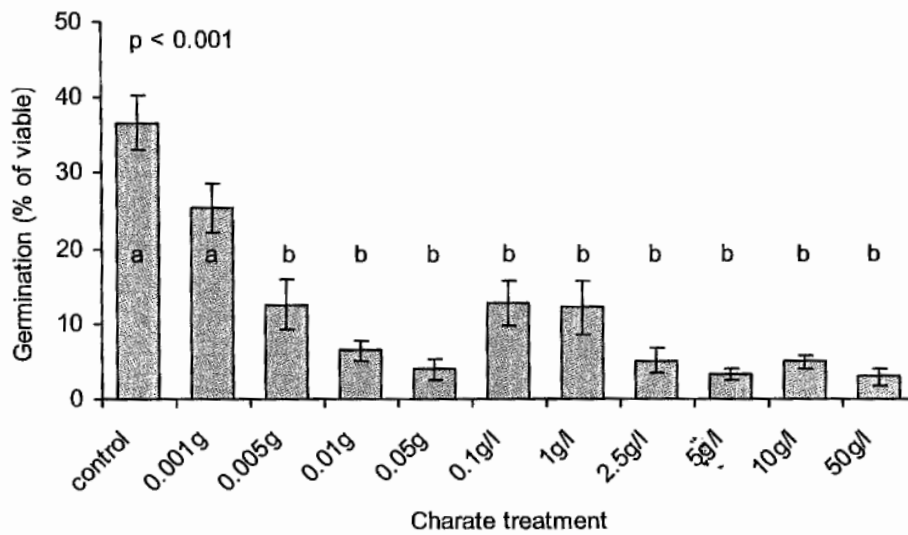 50
p < 0.001
40
30
20
10
0
Germination (% of viable)
a a b b b b b b b b b
control 0.001g 0.005g 0.01g 0.05g 0.1g/l 1g/l 2.5g/l 5g/l 10g/l 50g/l
Charate treatment